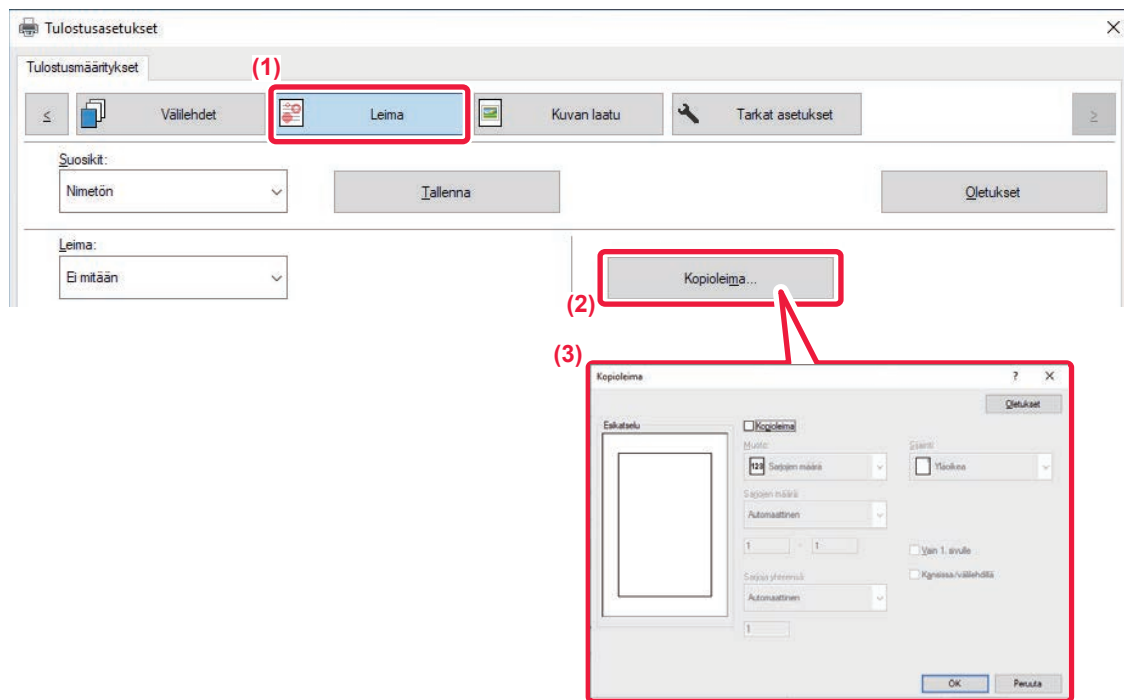 Tulostusasetukset
Tulostusmääritykset
(1)
≤ Välilehdet Leima Kuvan laatu Tarkat asetukset ≥
Suosikit:
Nimetön Tallenna Oletukset
Leima:
Ei mitään Kopioleima...
(2)
(3)
Kopioleima ? X
Oletukset
Esikatselu Kopioleima
Muoto: Sijainti:
123 Sarjojen määrä Yläoikea
Sarjojen määrä:
Automaattinen
1 - 1 Vain 1. sivulle
Sarjoja yhteensä: Kansissa/välilehdillä
Automaattinen
1
OK Peruuta